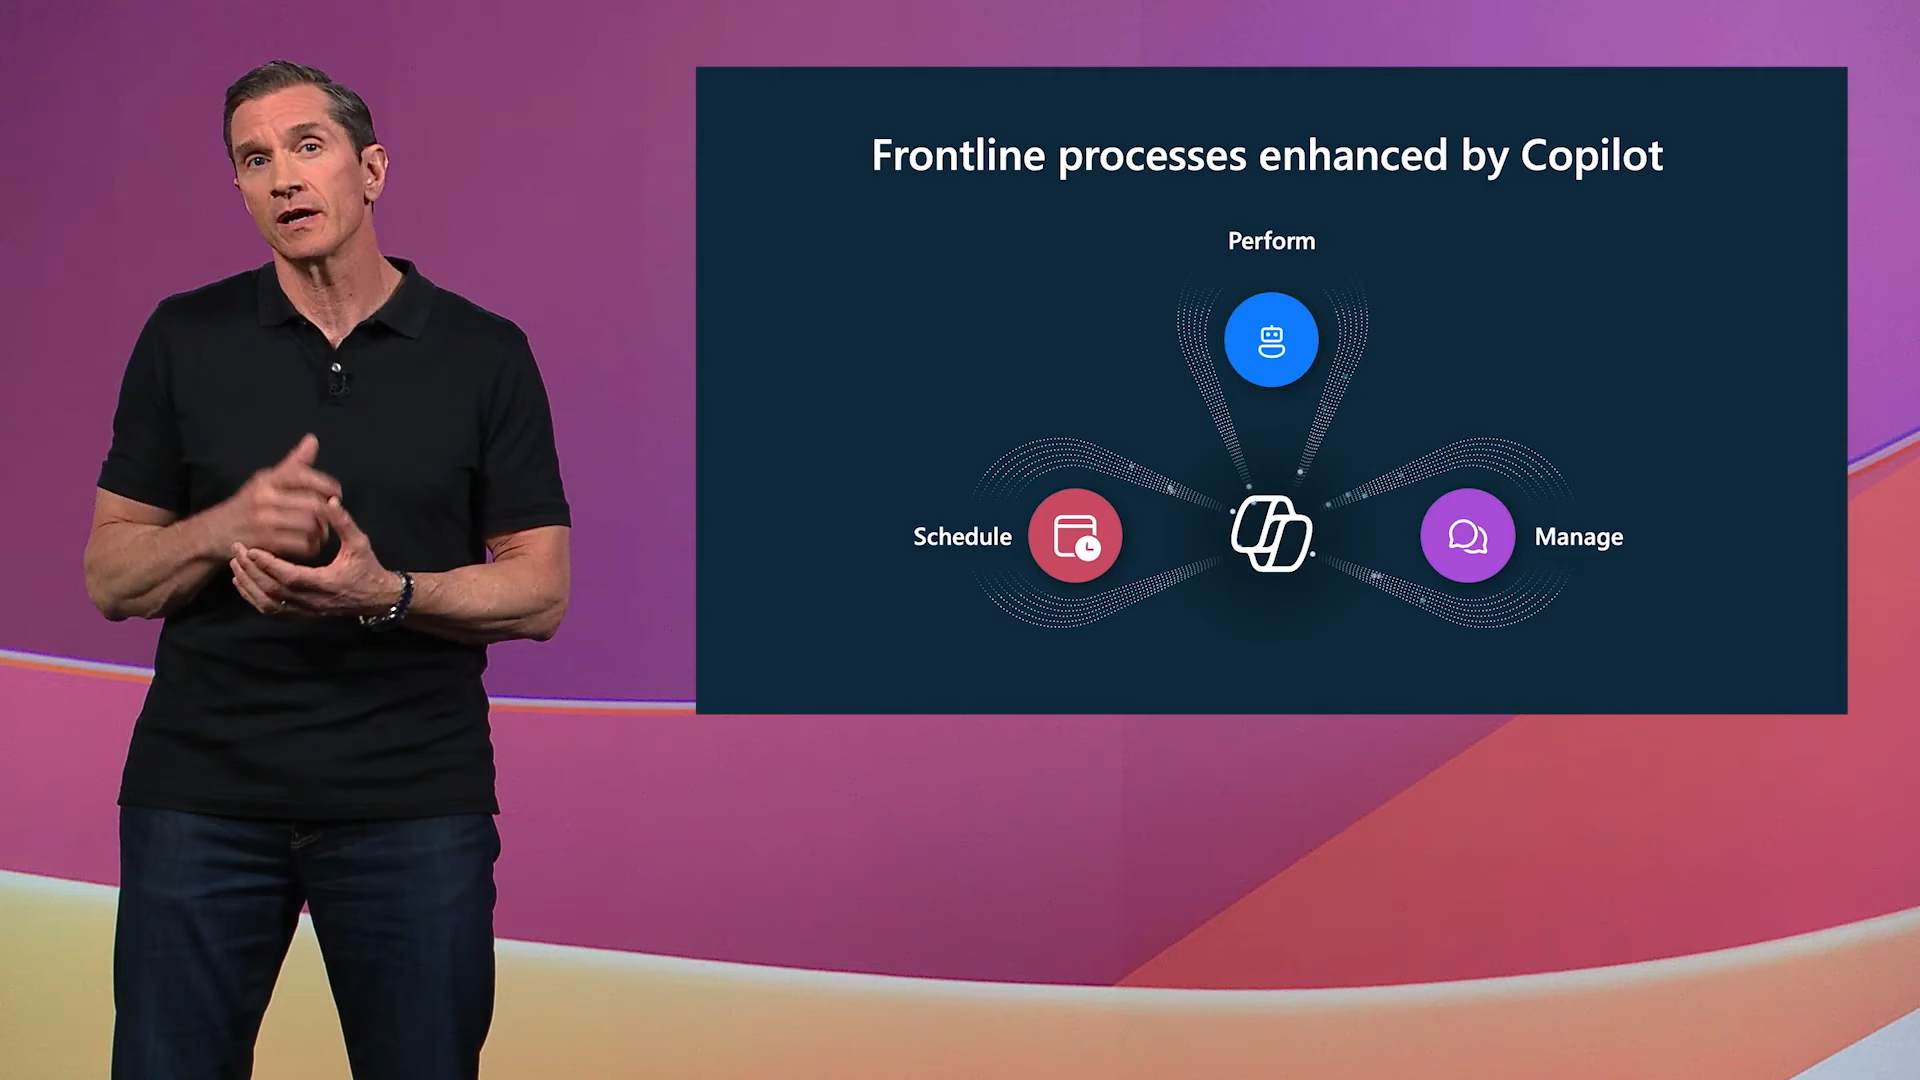 Frontline processes enhanced by Copilot
Perform
Schedule
Manage